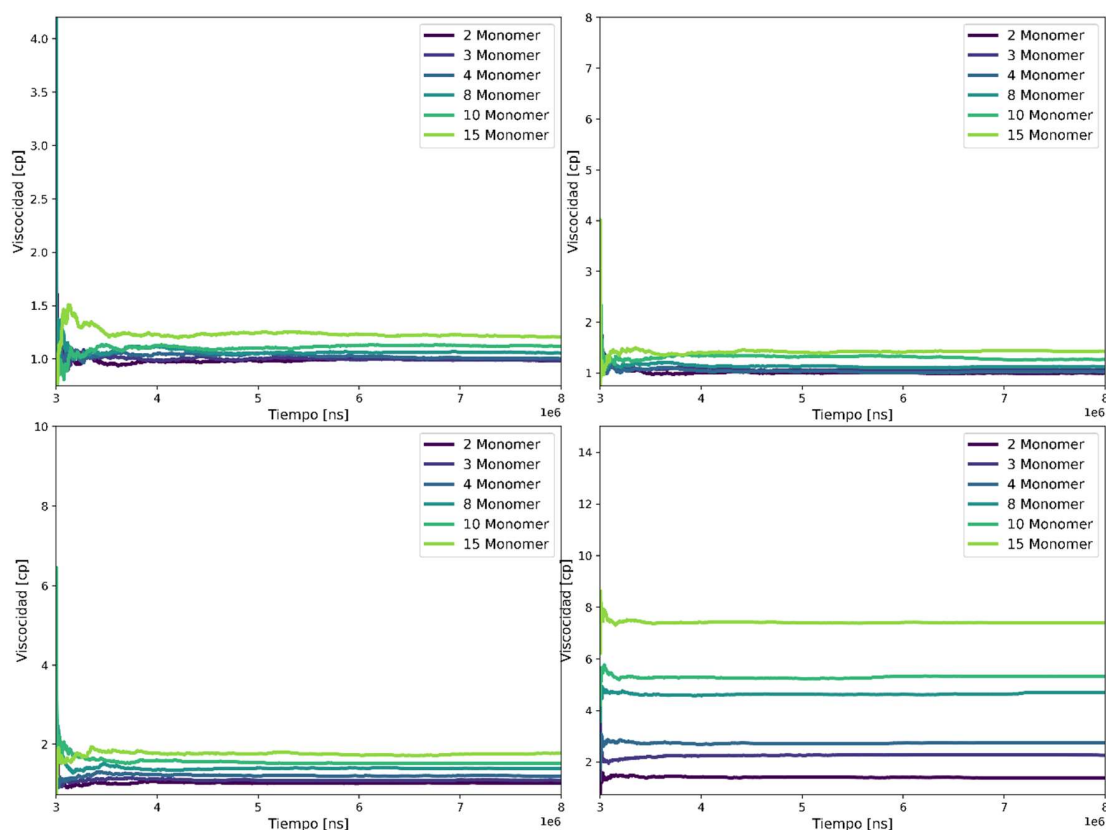 4.0
3.5
3.0
2.5
2.0
1.5
1.0
Viscocidad [cp]
2 Monomer
3 Monomer
4 Monomer
8 Monomer
10 Monomer
15 Monomer
3
4
5
6
7
8
Tiempo [ns]
1e6
8
7
6
5
4
3
2
1
Viscocidad [cp]
2 Monomer
3 Monomer
4 Monomer
8 Monomer
10 Monomer
15 Monomer
3
4
5
6
7
8
Tiempo [ns]
1e6
10
8
6
4
2
Viscocidad [cp]
2 Monomer
3 Monomer
4 Monomer
8 Monomer
10 Monomer
15 Monomer
3
4
5
6
7
8
Tiempo [ns]
1e6
14
12
10
8
6
4
2
Viscocidad [cp]
2 Monomer
3 Monomer
4 Monomer
8 Monomer
10 Monomer
15 Monomer
3
4
5
6
7
8
Tiempo [ns]
1e6